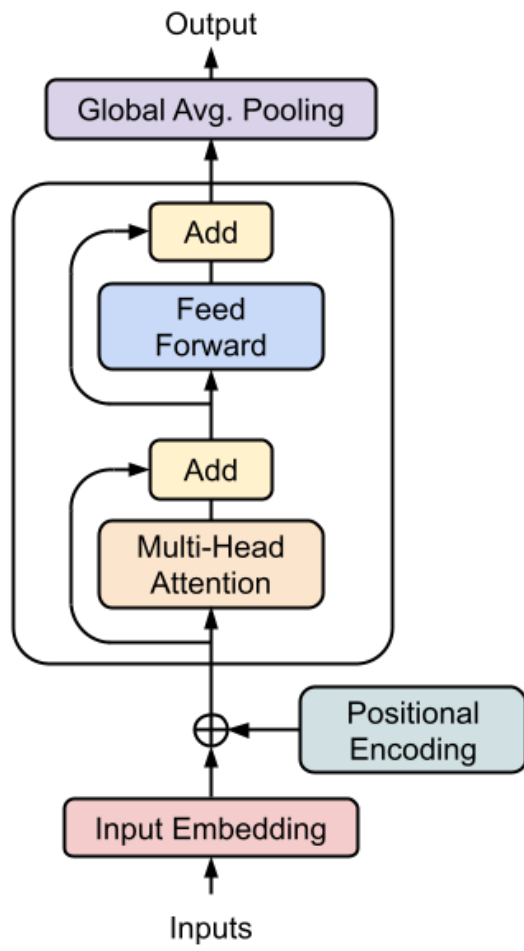 Output
Global Avg. Pooling
Add
Feed
Forward
Add
Multi-Head
Attention
Positional
Encoding
Input Embedding
Inputs